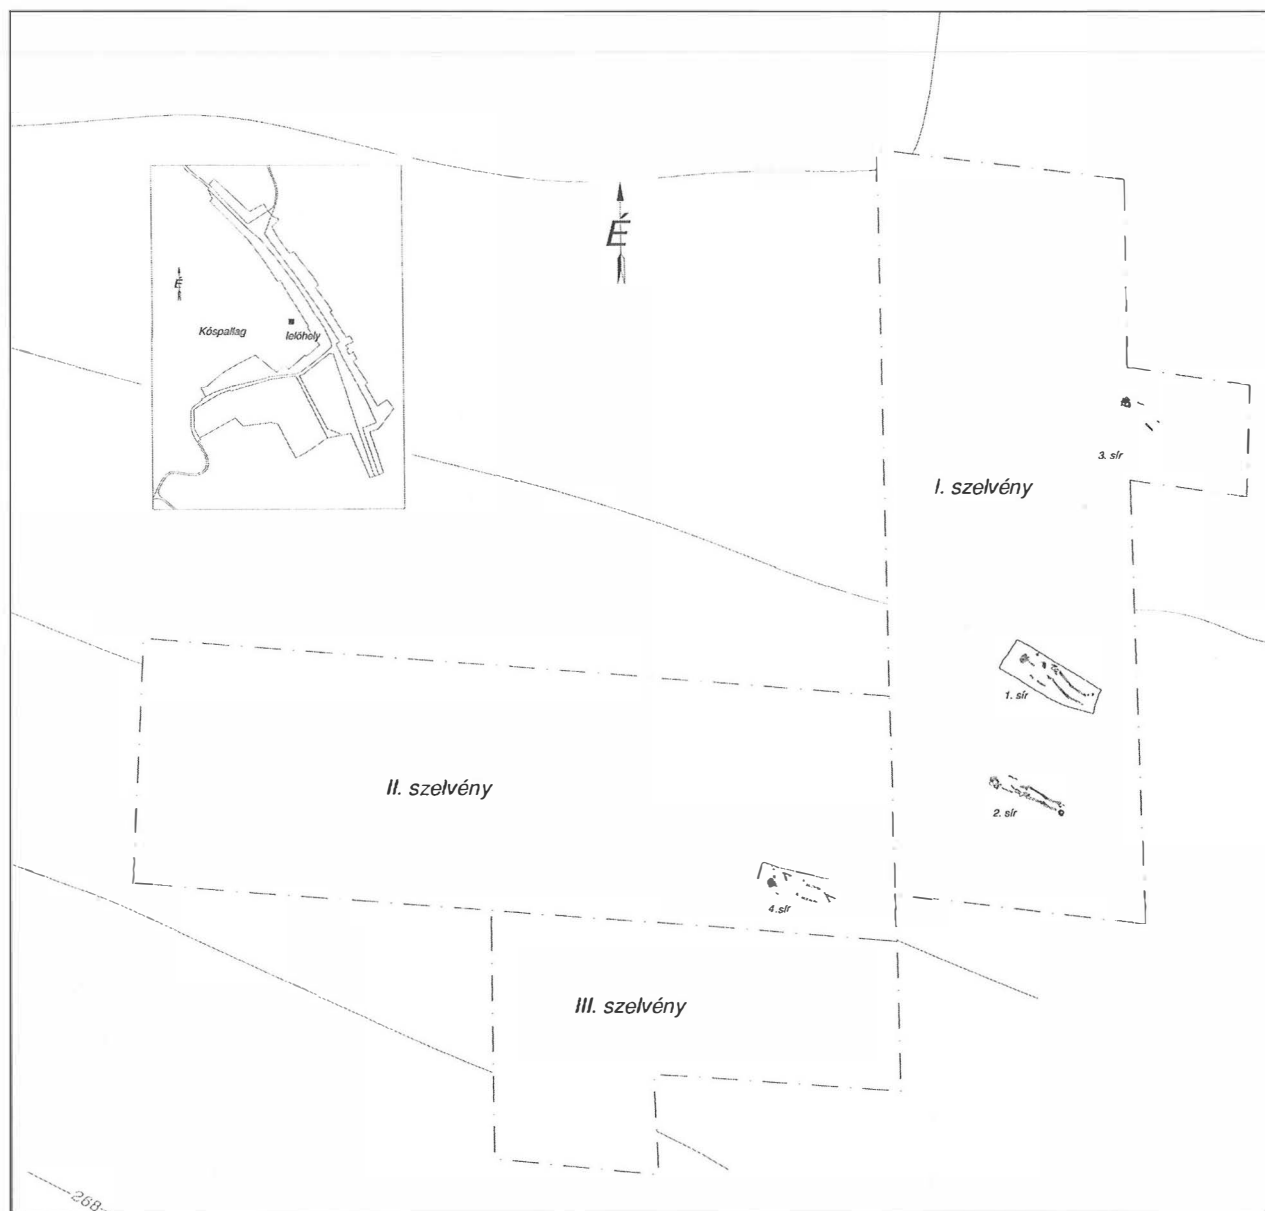 É
É
Kóspallag
lelőhely
3. sír
I. szelvény
1. sír
II. szelvény
2. sír
4. sír
III. szelvény
268